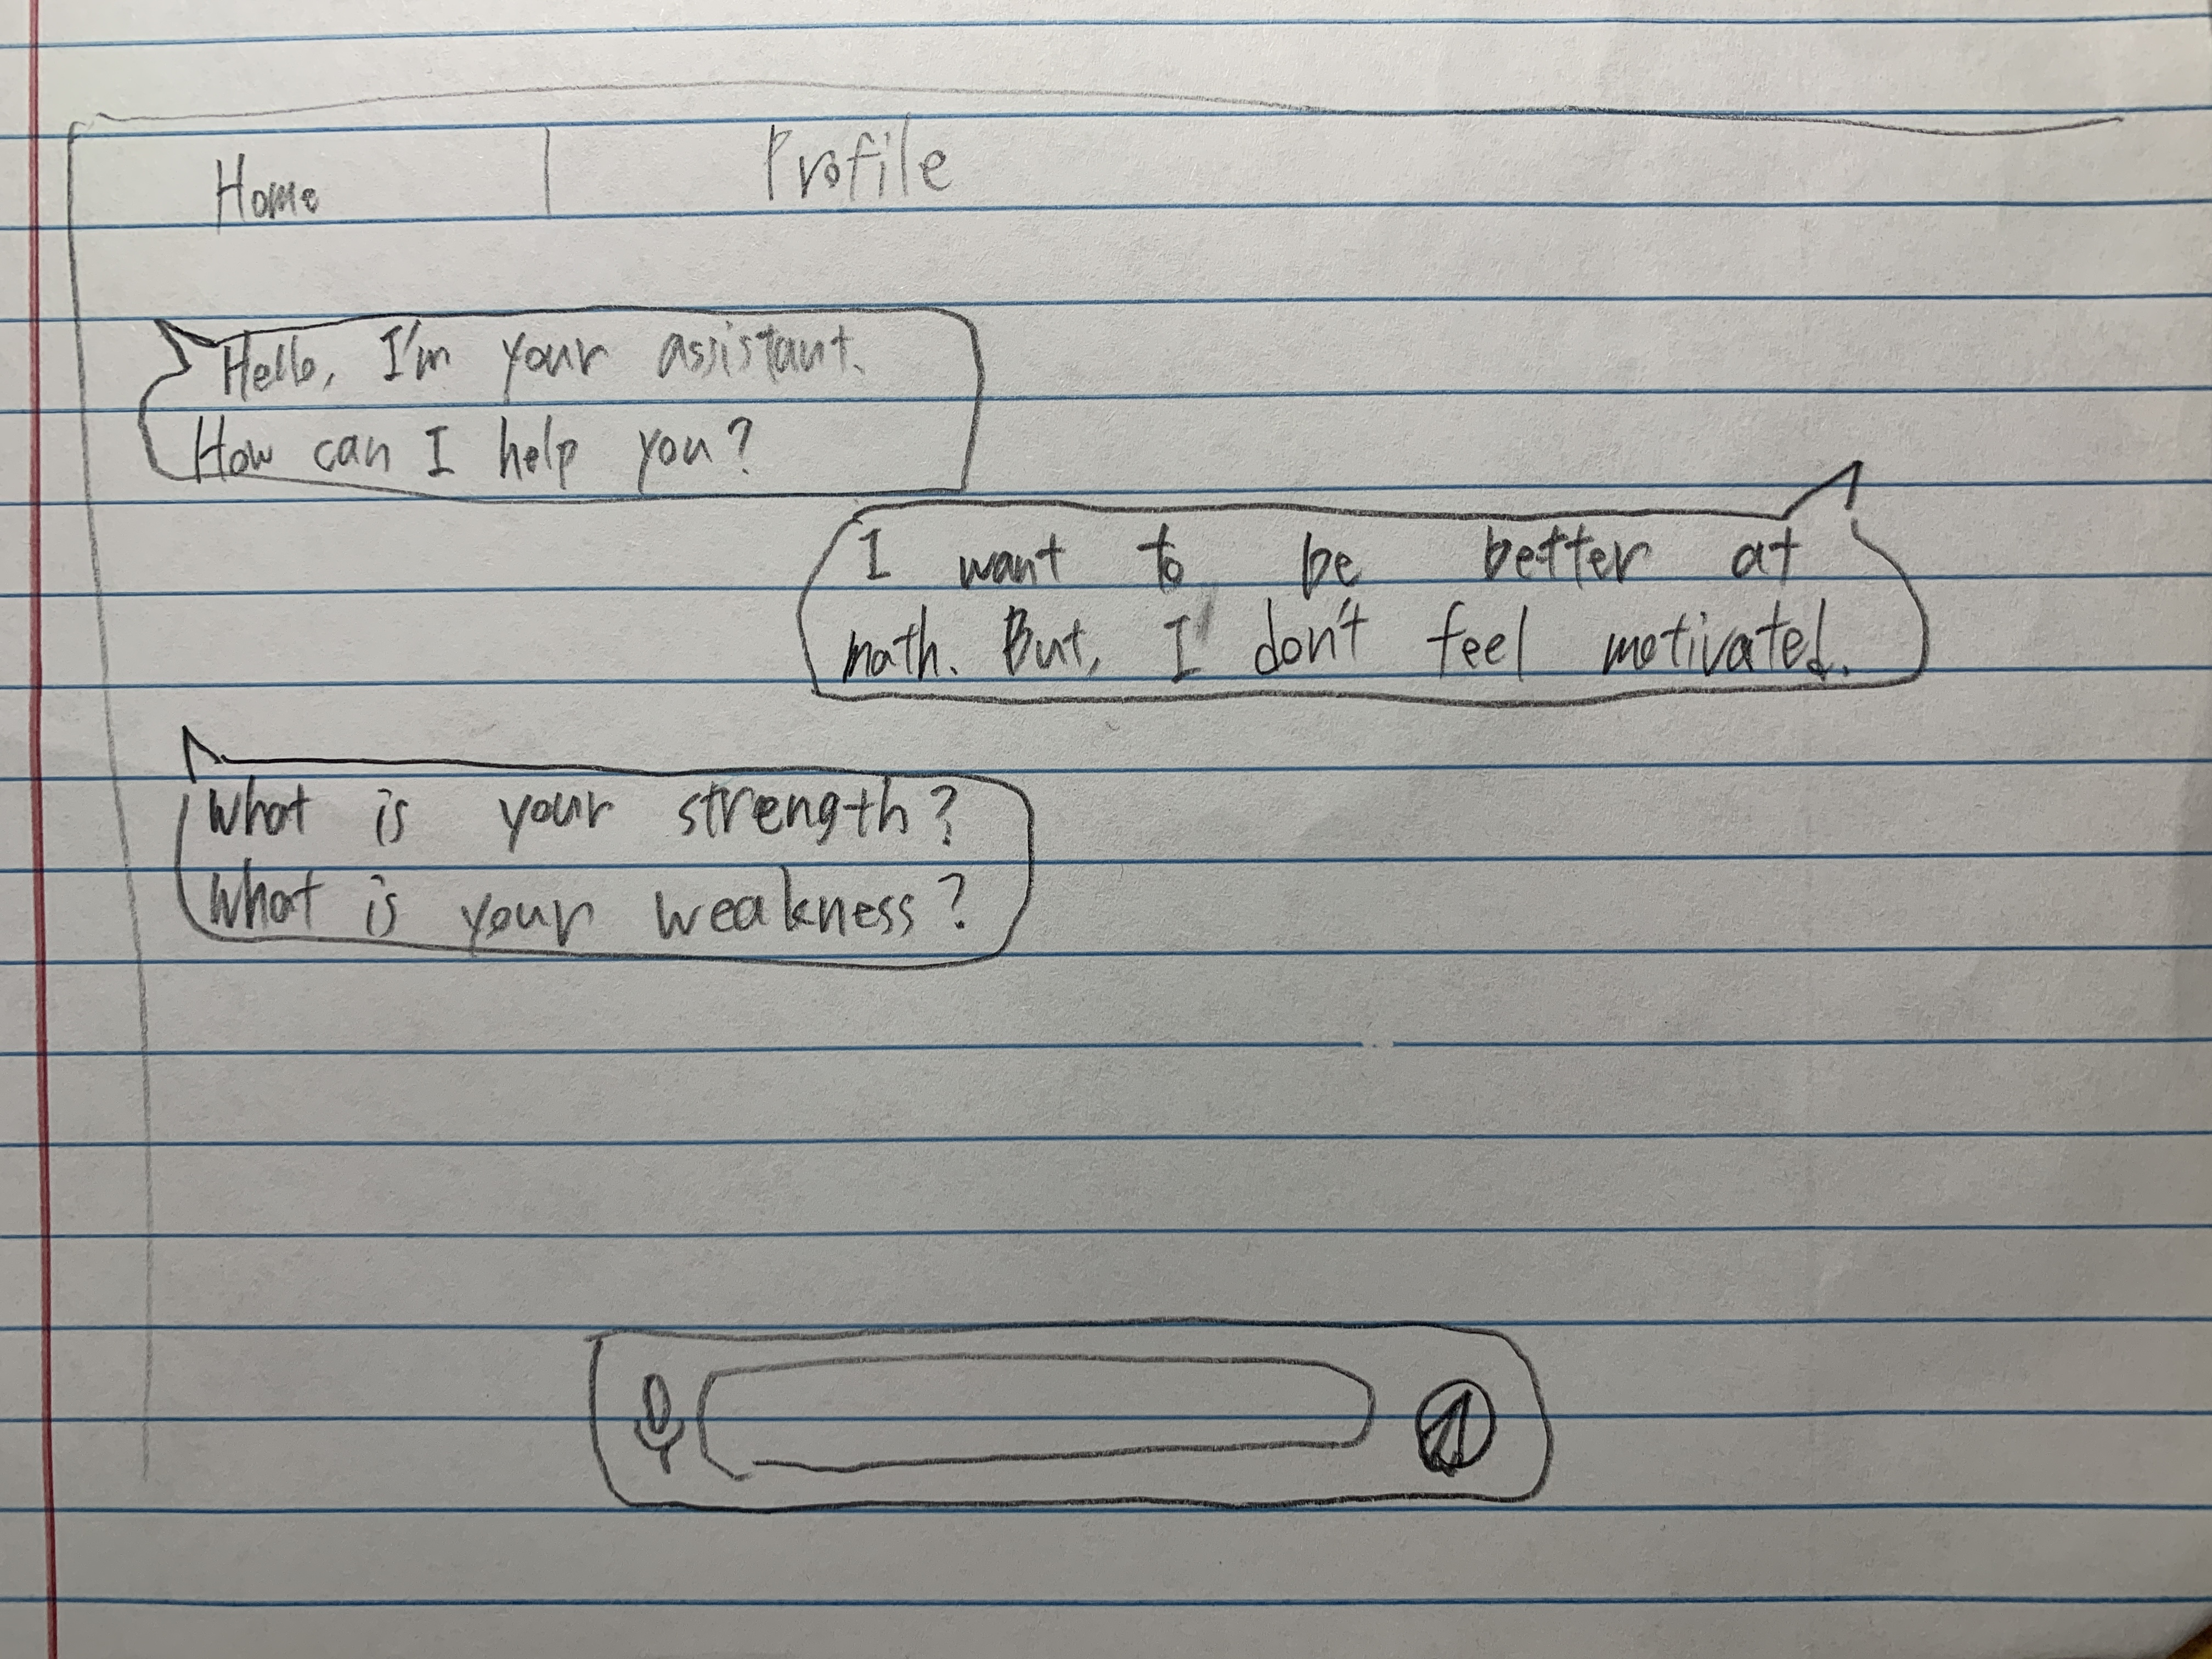 Home | Profile
Hello, I'm your assistant.
How can I help you?
I want to be better at
math. But, I don't feel motivated.
What is your strength?
What is your weakness?